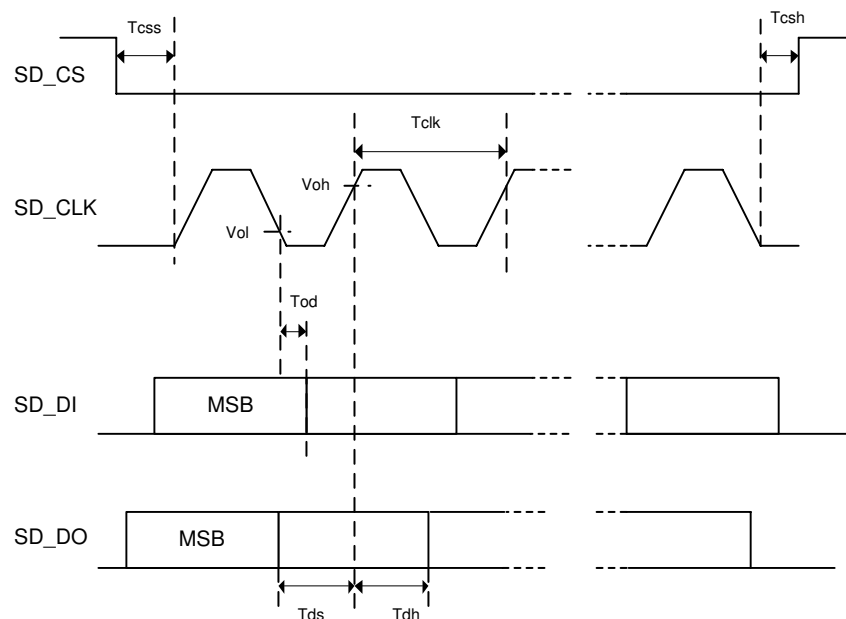 Tcss
Tcsh
SD_CS
Tclk
Voh
SD_CLK
Vol
Tod
SD_DI
MSB
SD_DO
MSB
Tds
Tdh